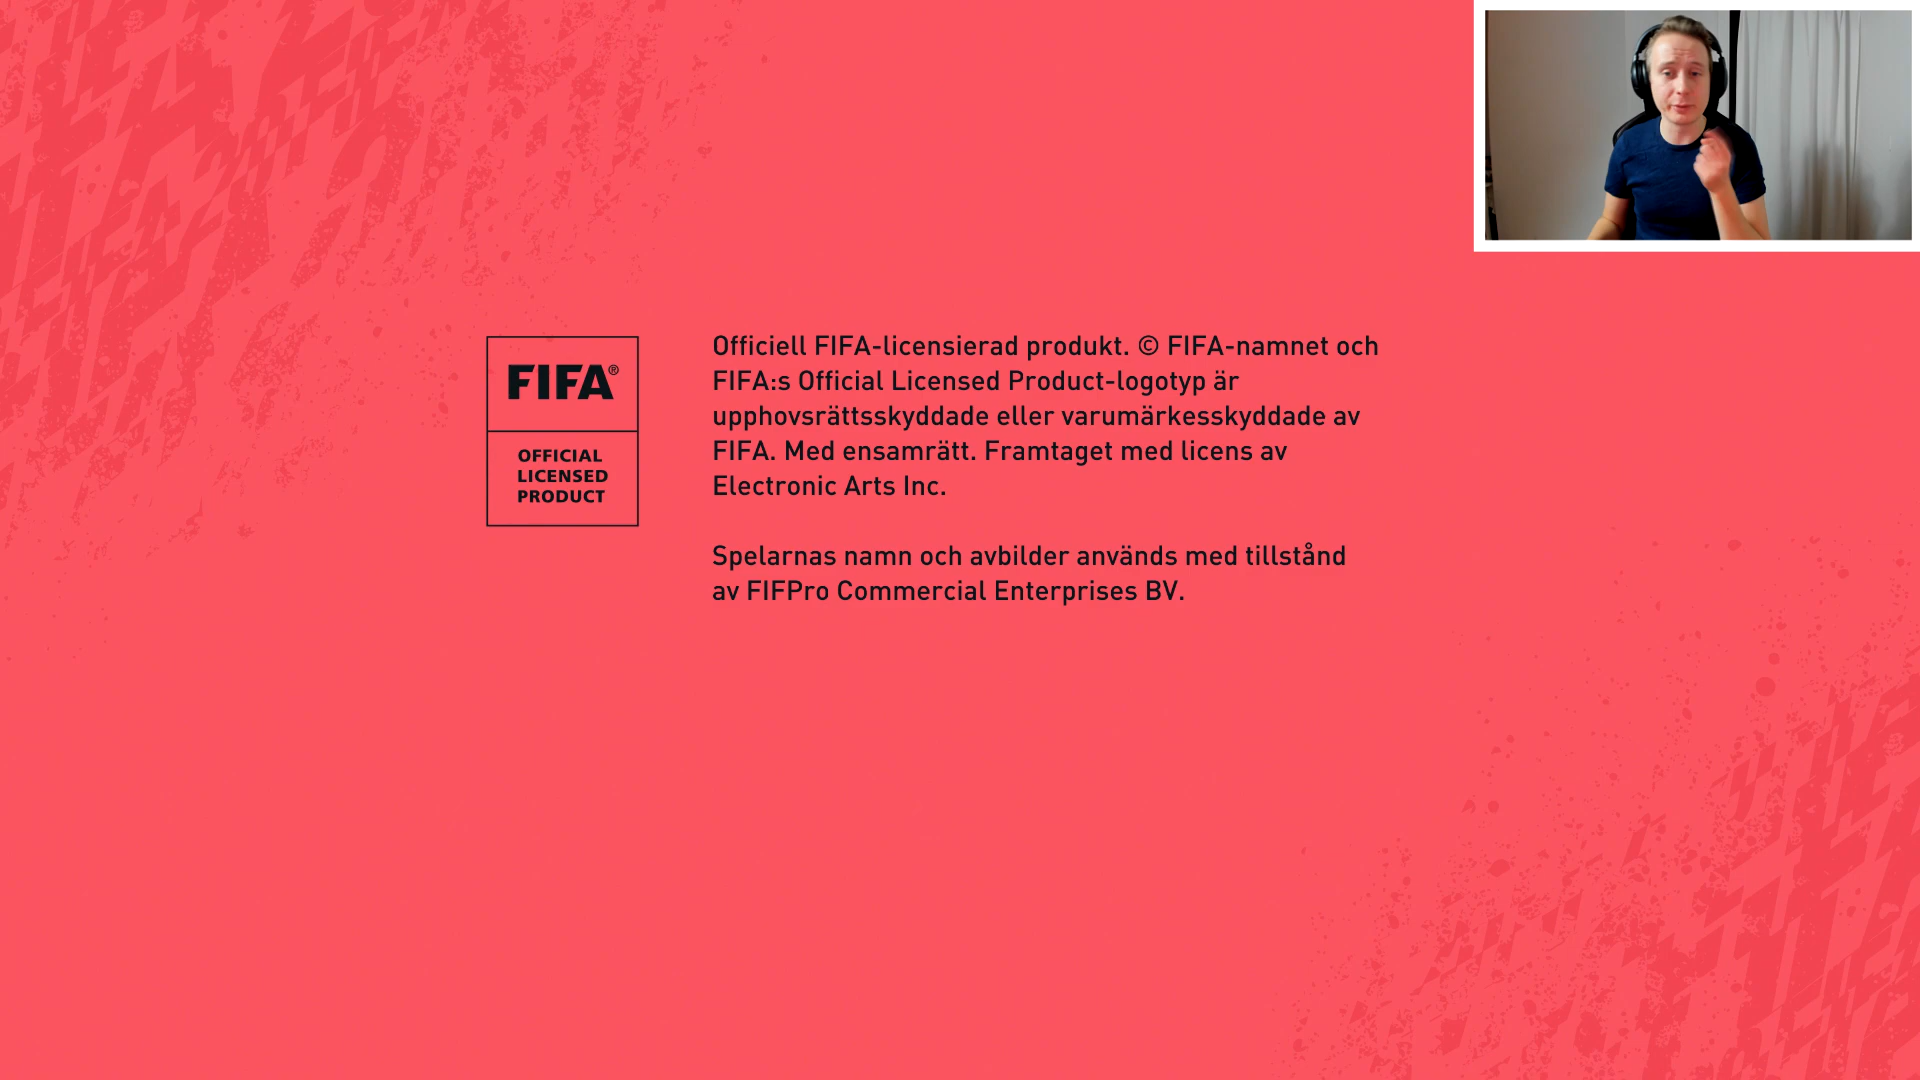 FIFA®
OFFICIAL
LICENSED
PRODUCT
Officiell FIFA-licensierad produkt. © FIFA-namnet och
FIFA:s Official Licensed Product-logotyp är
upphovsrättsskyddade eller varumärkesskyddade av
FIFA. Med ensamrätt. Framtaget med licens av
Electronic Arts Inc.
Spelarnas namn och avbilder används med tillstånd
av FIFPro Commercial Enterprises BV.